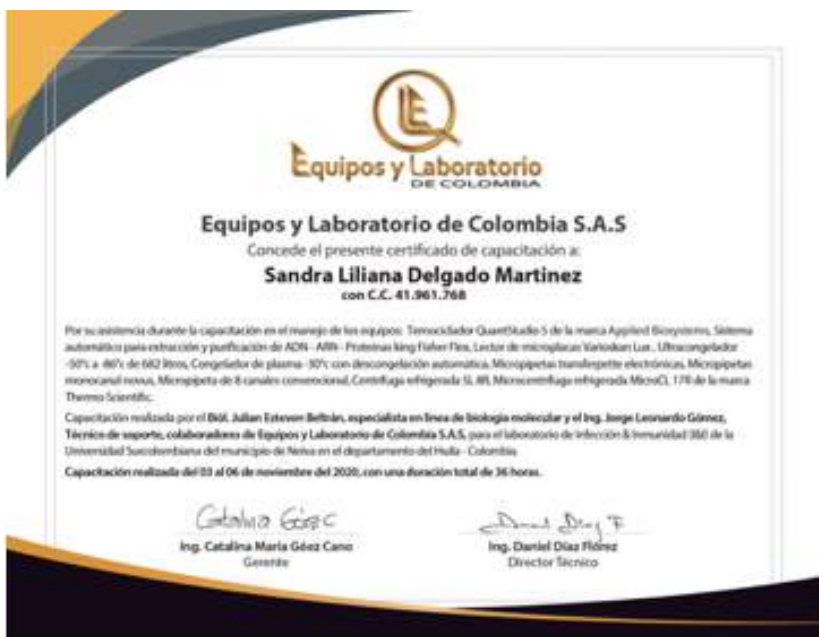 Equipos y Laboratorio
DE COLOMBIA
Equipos y Laboratorio de Colombia S.A.S
Concede el presente certificado de capacitación a:
Sandra Liliana Delgado Martinez
con C.C. 41.961.768
Por su asistencia durante la capacitación en el manejo de los equipos: Termociclador QuantStudio 5 de la marca Applied Biosystems, Sistema
automático para extracción y purificación de ADN - ARN - Proteinas king Fisher Flex, Lector de microplacas Varioskan Lux, Ultracongelador
-50°c a -86°c de 682 litros, Congelador de plasma -30°c con descongelación automática, Micropipetas transferpette electrónicas, Micropipetas
monocanal novus, Micropipeta de 8 canales convencional, Centrifuga refrigerada SL 8R, Microcentrifuga refrigerada MicroCL 17R de la marca
Thermo Scientific.
Capacitación realizada por el Biól. Julian Esteven Beltrán, especialista en linea de biología molecular y el Ing. Jorge Leonardo Gómez,
Técnico de soporte, colaboradores de Equipos y Laboratorio de Colombia S.A.S, para el laboratorio de Infección & Inmunidad de la
Universidad Surcolombiana del municipio de Neiva en el departamento del Huila - Colombia.
Capacitación realizada del 03 al 06 de noviembre del 2020, con una duración total de 36 horas.
Catalina Góez C
Ing. Catalina María Góez Cano
Gerente
Daniel Díaz F
Ing. Daniel Díaz Flórez
Director Técnico